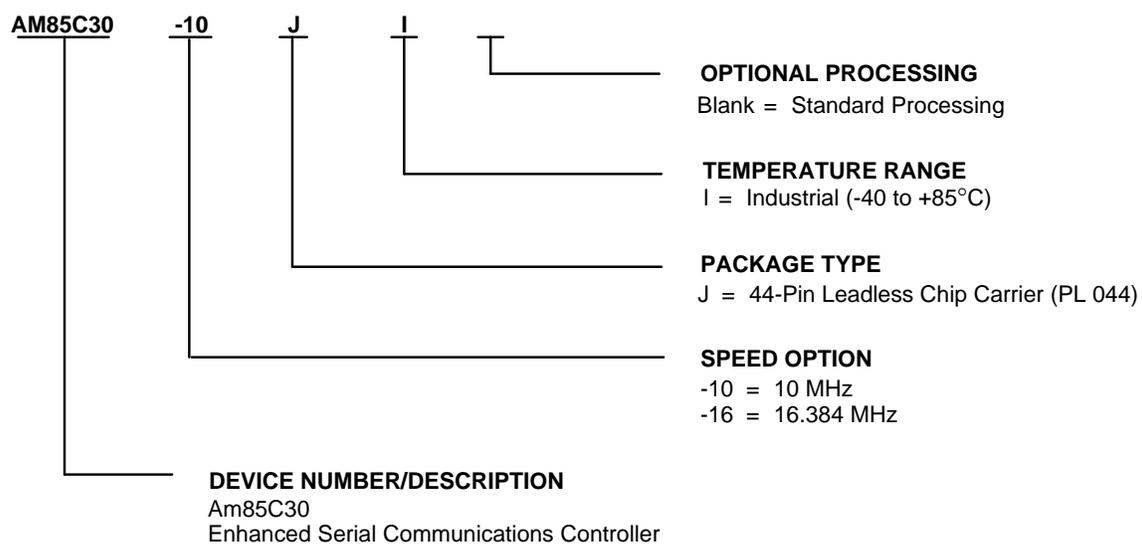 AM85C30 -10 J I
OPTIONAL PROCESSING
Blank = Standard Processing
TEMPERATURE RANGE
I = Industrial (-40 to +85°C)
PACKAGE TYPE
J = 44-Pin Leadless Chip Carrier (PL 044)
SPEED OPTION
-10 = 10 MHz
-16 = 16.384 MHz
DEVICE NUMBER/DESCRIPTION
Am85C30
Enhanced Serial Communications Controller